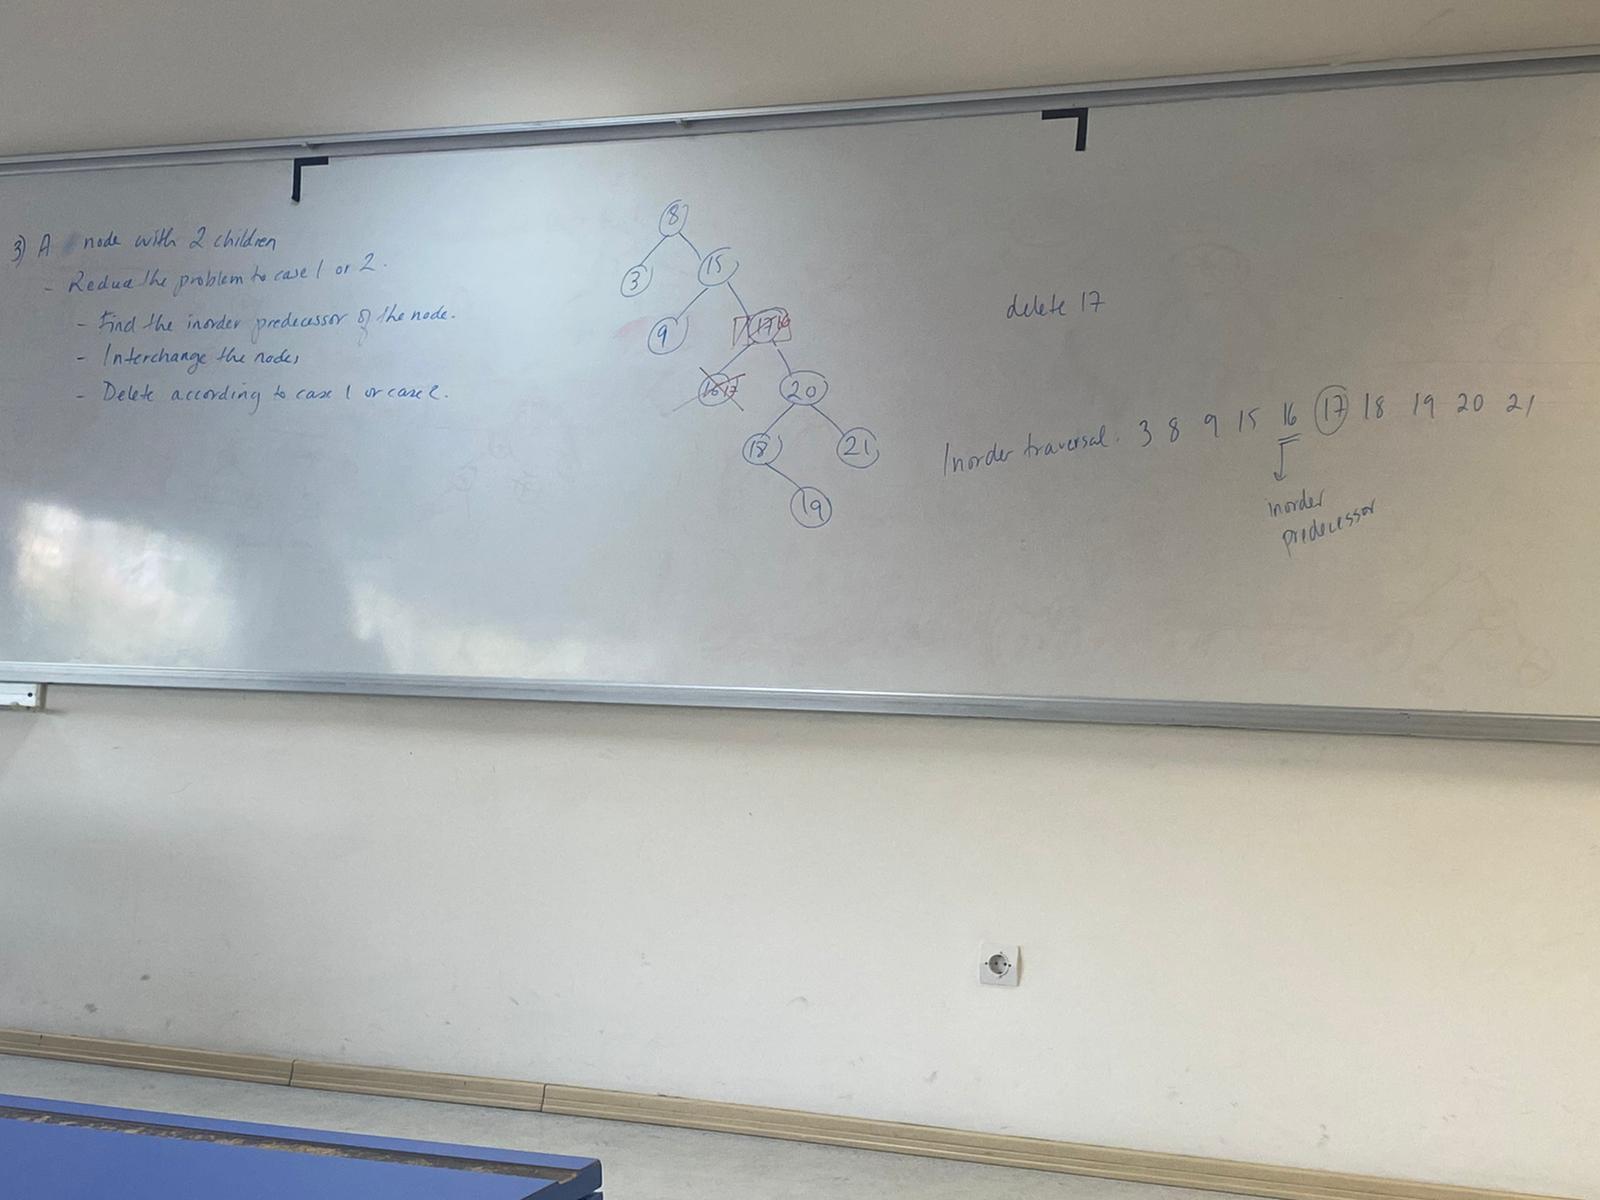 3) A node with 2 children
- Reduce the problem to case 1 or 2.
- Find the inorder predecessor of the node.
- Interchange the nodes
- Delete according to case 1 or case 2.
8
3 15
9 17 16
16 17 20
18 21
19
delete 17
Inorder traversal. 3 8 9 15 16 17 18 19 20 21
inorder
predecessor